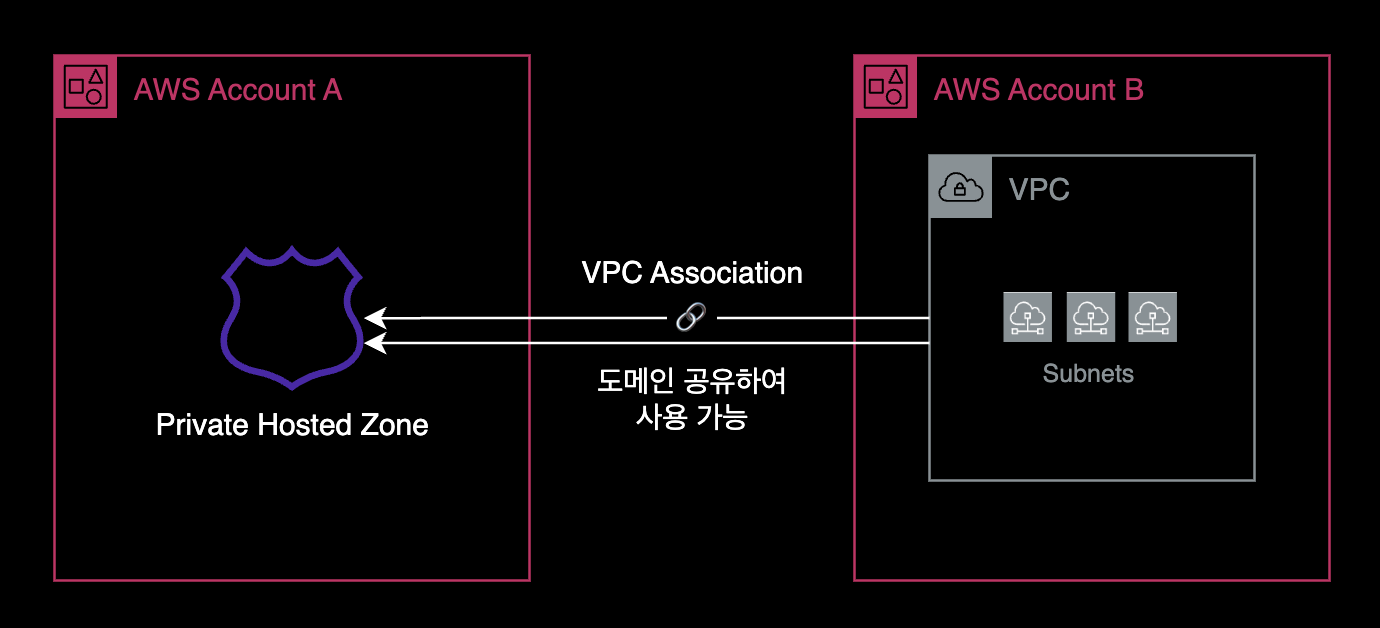 AWS Account A
AWS Account B
VPC
VPC Association
도메인 공유하여
사용 가능
Subnets
Private Hosted Zone